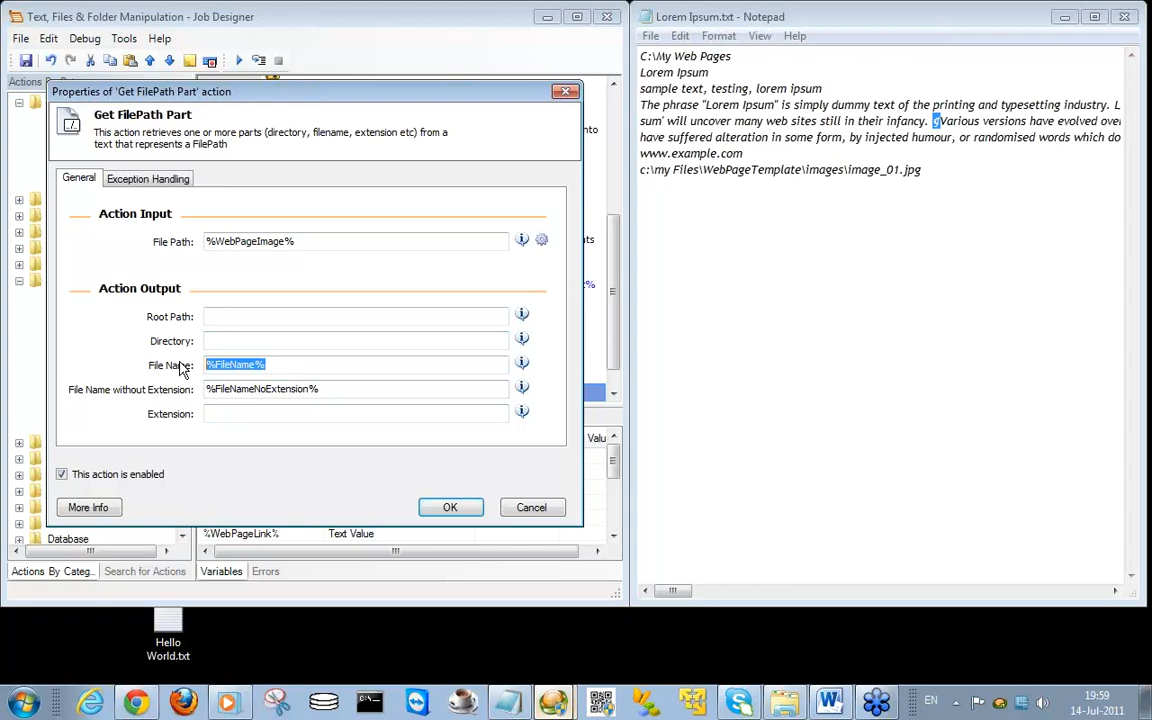 Text, Files & Folder Manipulation - Job Designer
File Edit Debug Tools Help
Actions By
Properties of 'Get FilePath Part' action
Get FilePath Part
This action retrieves one or more parts (directory, filename, extension etc) from a
text that represents a FilePath
General
Exception Handling
Action Input
File Path: %WebPageImage%
Action Output
Root Path:
Directory:
File Name: %FileName%
File Name without Extension: %FileNameNoExtension%
Extension:
This action is enabled
More Info
OK
Cancel
Valu
Database
%WebPageLink% Text Value
Actions By Categ...
Search for Actions
Variables
Errors
Lorem Ipsum.txt - Notepad
File Edit Format View Help
C:\My Web Pages
Lorem Ipsum
sample text, testing, lorem ipsum
The phrase "Lorem Ipsum" is simply dummy text of the printing and typesetting industry. L
sum' will uncover many web sites still in their infancy. gVarious versions have evolved over
have suffered alteration in some form, by injected humour, or randomised words which do
www.example.com
c:\my Files\WebPageTemplate\images\image_01.jpg
Hello
World.txt
EN
19:59
14-Jul-2011